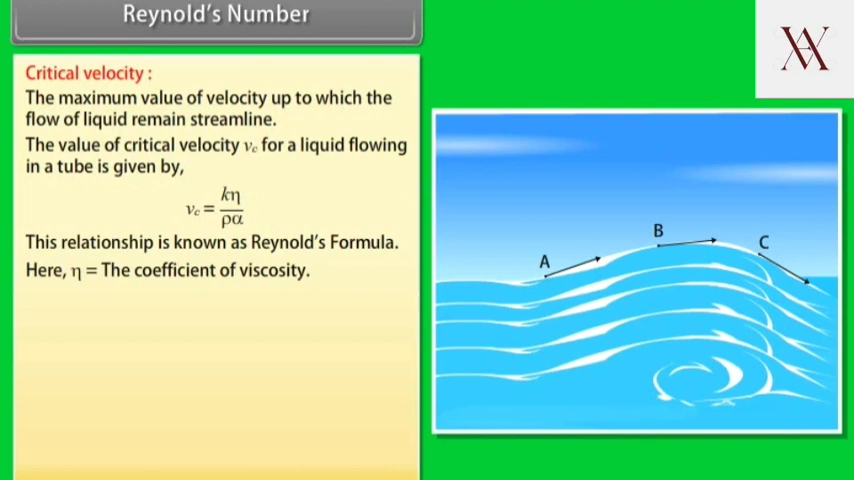 Reynold's Number
Critical velocity :
The maximum value of velocity up to which the
flow of liquid remain streamline.
The value of critical velocity vc for a liquid flowing
in a tube is given by,
vc = kη / ρα
This relationship is known as Reynold's Formula.
Here, η = The coefficient of viscosity.
A
B
C